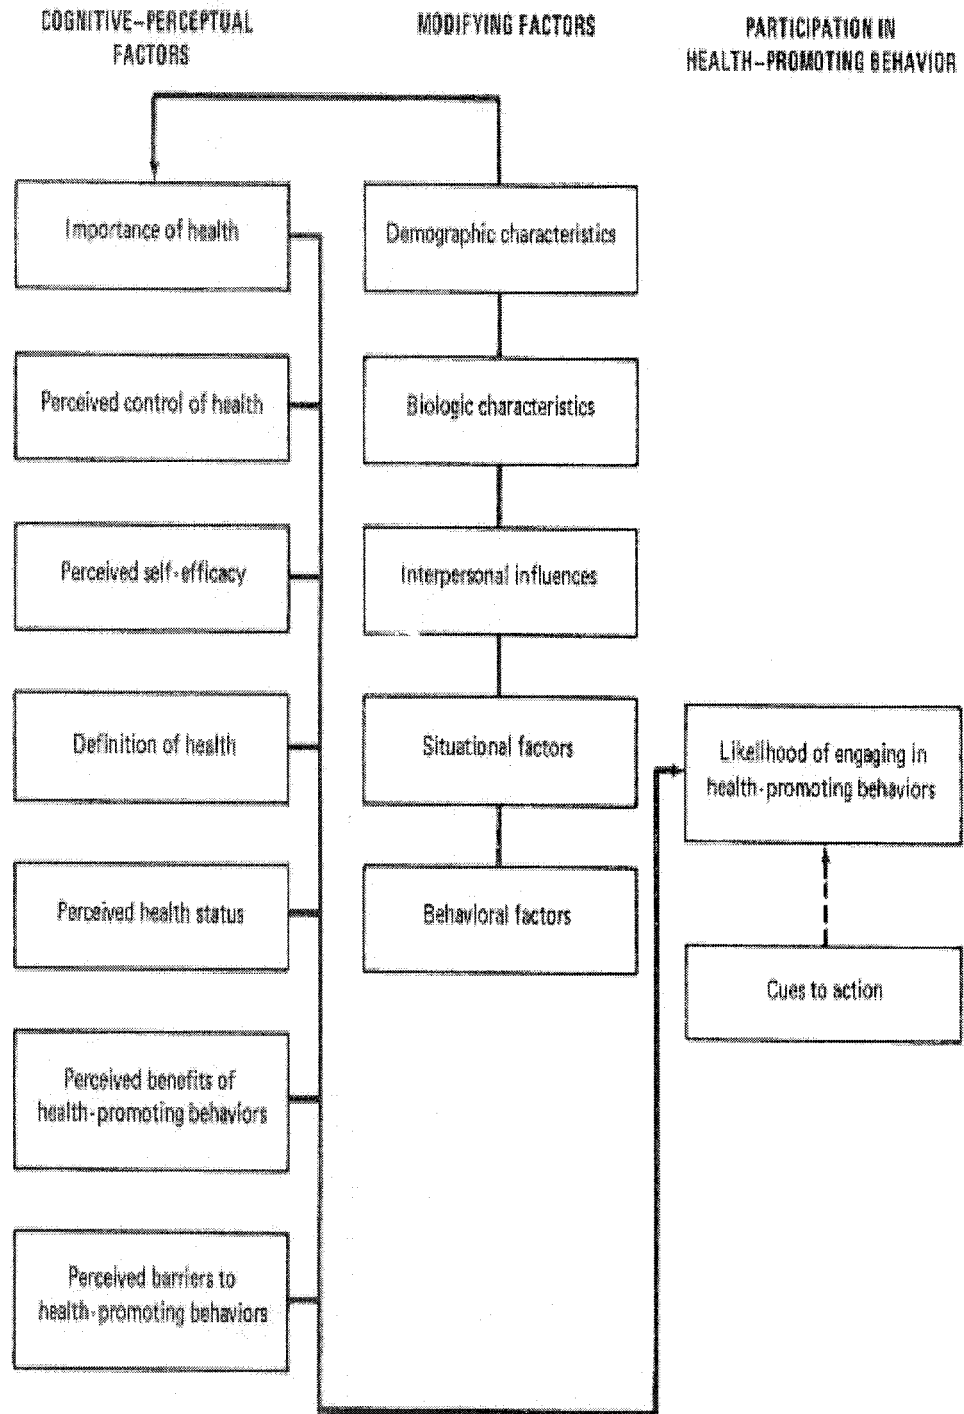 COGNITIVE-PERCEPTUAL
FACTORS
MODIFYING FACTORS
PARTICIPATION IN
HEALTH-PROMOTING BEHAVIOR
Importance of health
Perceived control of health
Perceived self-efficacy
Definition of health
Perceived health status
Perceived benefits of
health-promoting behaviors
Perceived barriers to
health-promoting behaviors
Demographic characteristics
Biologic characteristics
Interpersonal influences
Situational factors
Behavioral factors
Likelihood of engaging in
health-promoting behaviors
Cues to action